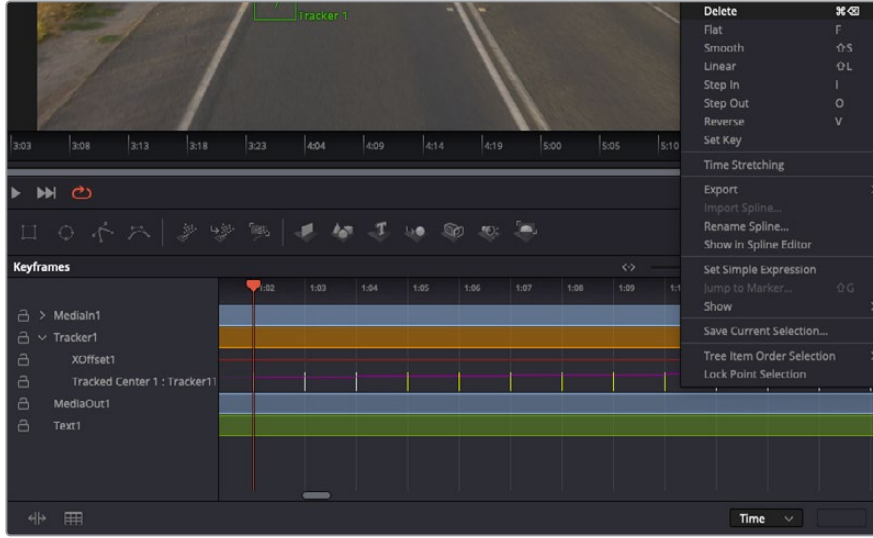 Tracker 1
Delete ⌘⌫
Flat F
Smooth ⇧S
Linear ⇧L
Step In I
Step Out O
Reverse V
Set Key
Time Stretching
Export
Import Spline...
Rename Spline...
Show in Spline Editor
Set Simple Expression
Jump to Marker... ⇧G
Show
Save Current Selection...
Tree Item Order Selection
Lock Point Selection
3:03 3:08 3:13 3:18 3:23 4:04 4:09 4:14 4:19 5:00 5:05 5:10
Keyframes
1:02 1:03 1:04 1:05 1:06 1:07 1:08 1:09
MediaIn1
Tracker1
XOffset1
Tracked Center 1 : Tracker1
MediaOut1
Text1
Time